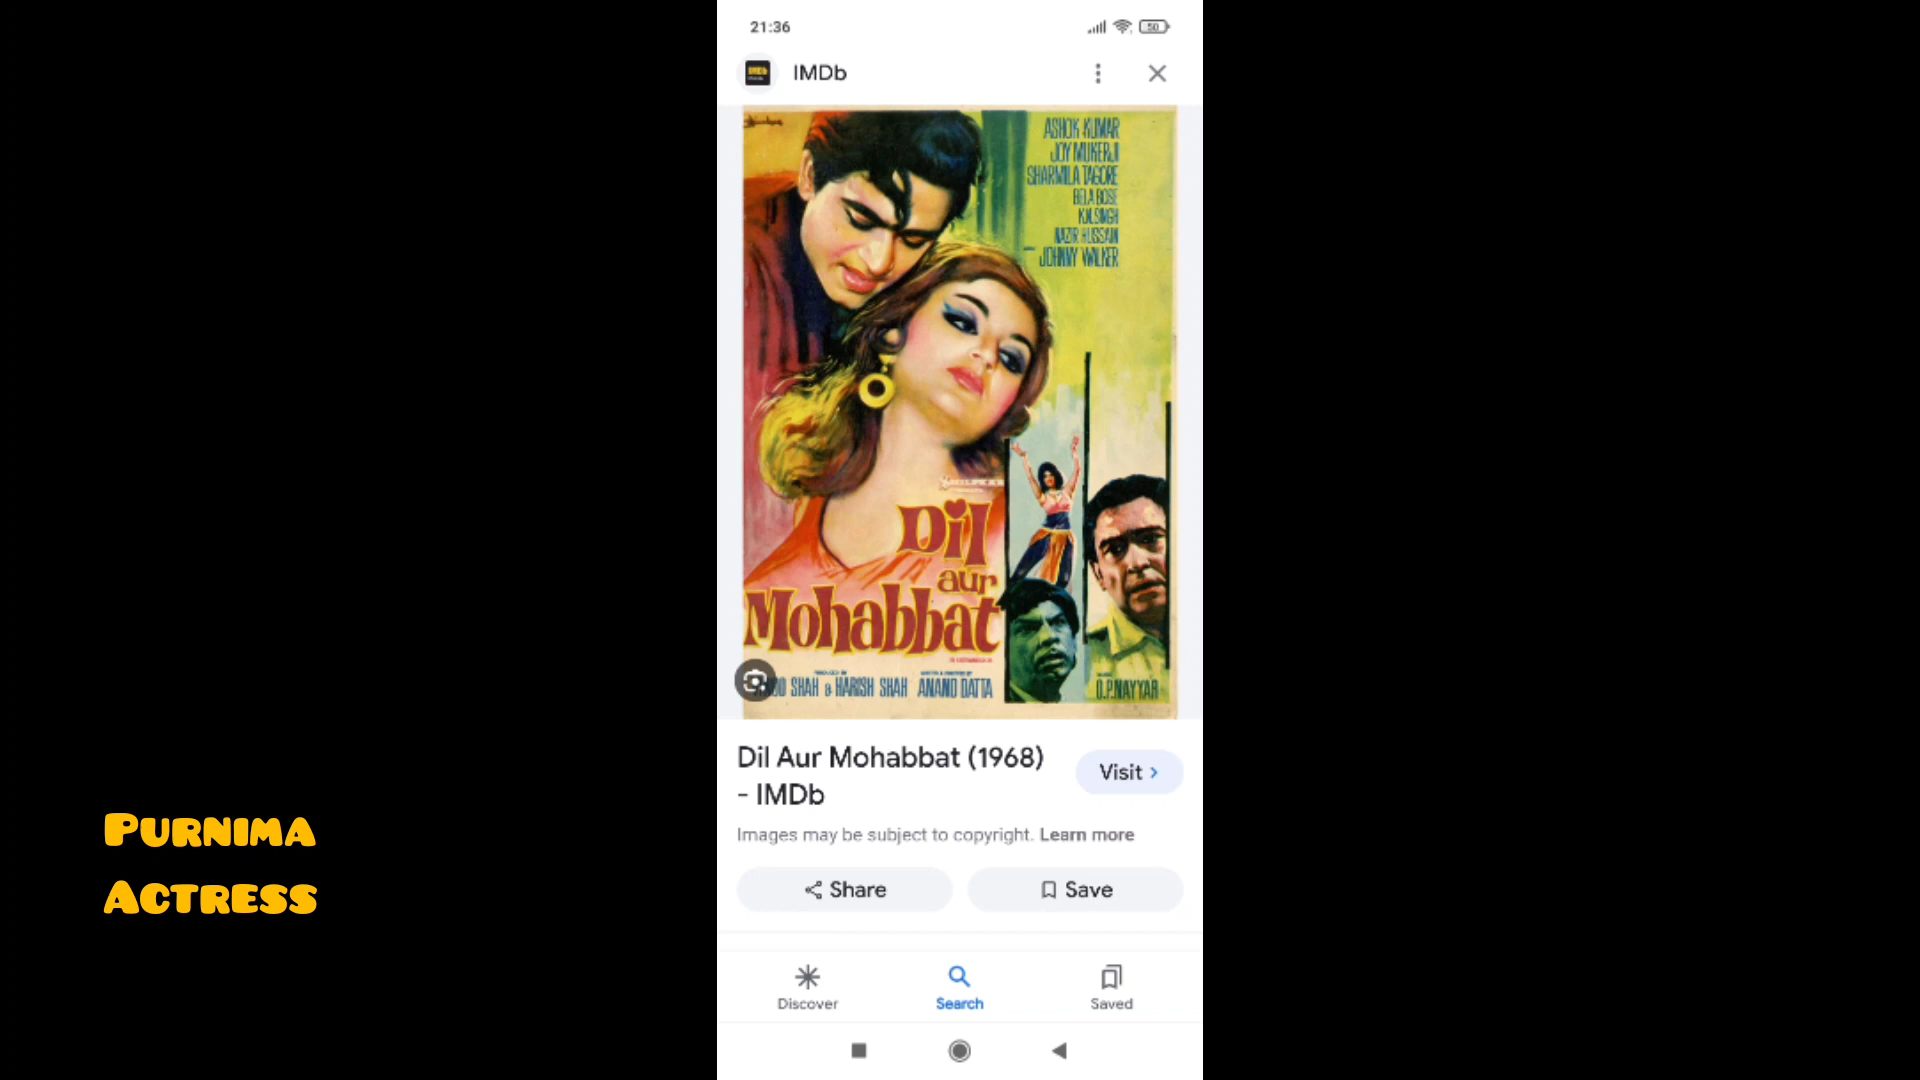 21:36
50
IMDb
ASHOK KUMAR
JOY MUKERJI
SHARMILA TAGORE
BELA BOSE
K.N. SINGH
NAZIR HUSSAIN
JOHNNY WALKER
Dil
aur
Mohabbat
SHAH & HARISH SHAH ANAND DATTA
O.P. NAYYAR
Dil Aur Mohabbat (1968)
- IMDb
Visit
Images may be subject to copyright. Learn more
Share
Save
PURNIMA
ACTRESS
Discover
Search
Saved